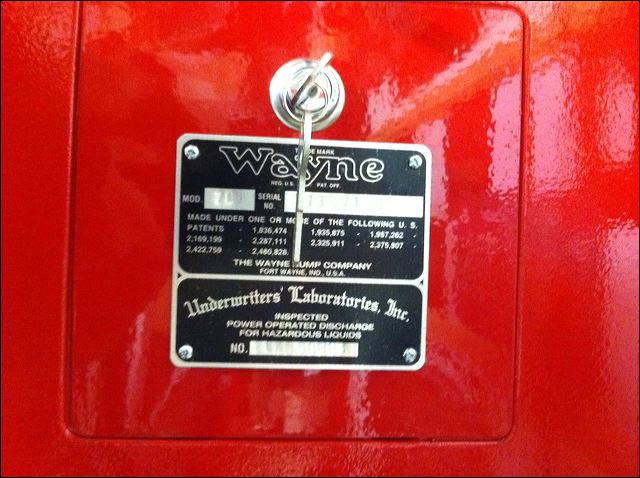 TRADE MARK
Wayne
REG. U.S. PAT. OFF.
MOD. SERIAL NO.
MADE UNDER ONE OR MORE OF THE FOLLOWING U. S.
PATENTS - 1,836,474 - 1,935,875 - 1,957,262 -
2,169,199 - 2,287,111 - 2,325,911 - 2,375,807
2,422,759 - 2,480,828
THE WAYNE PUMP COMPANY
FORT WAYNE, IND., U.S.A.
Underwriters' Laboratories, Inc.
INSPECTED
POWER OPERATED DISCHARGE
FOR HAZARDOUS LIQUIDS
NO.